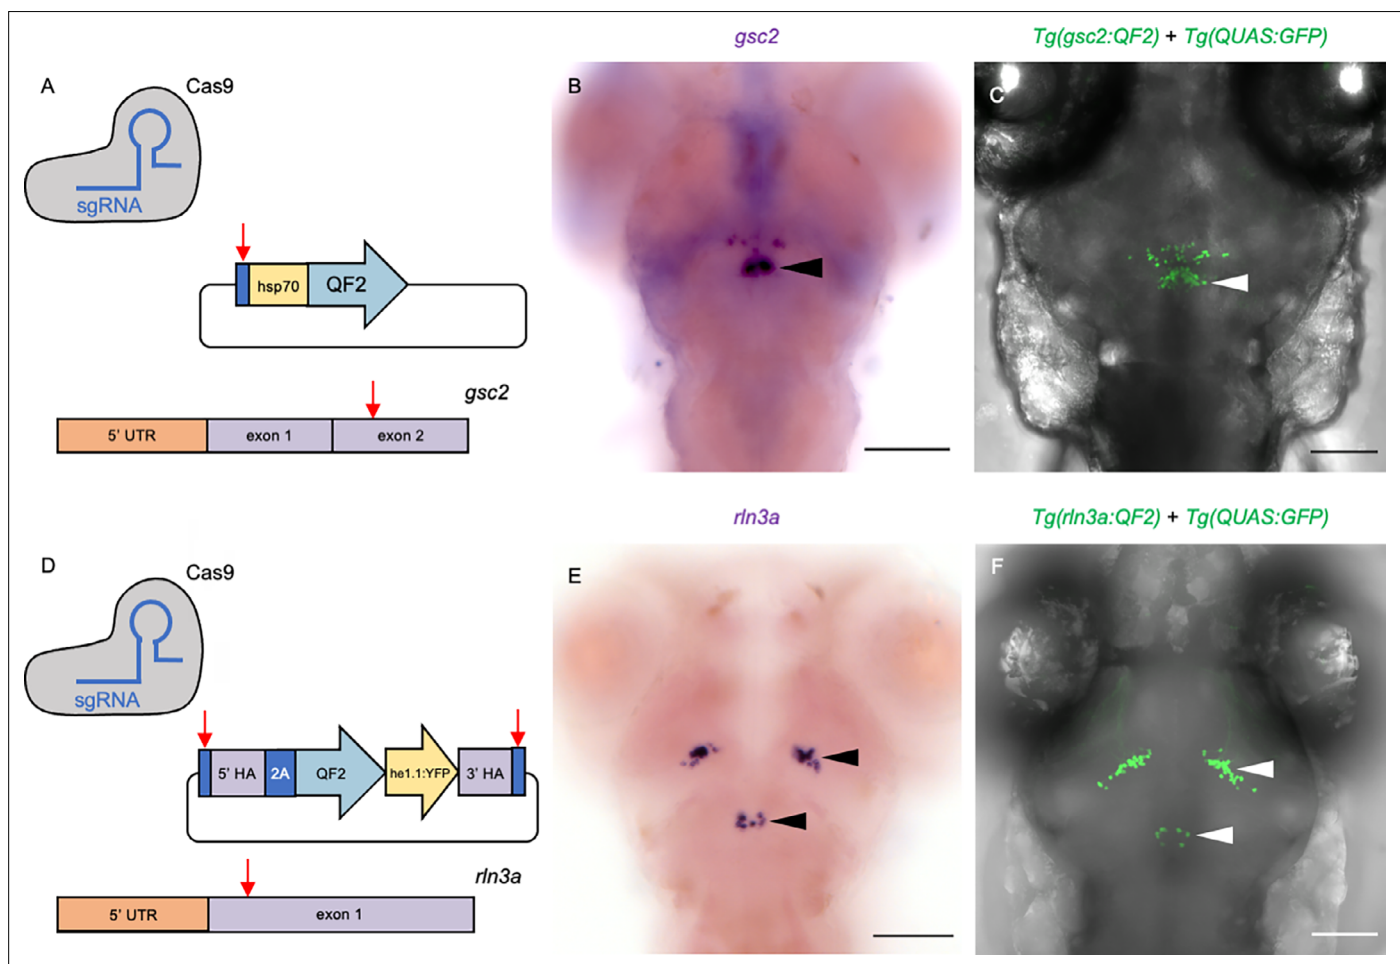 gsc2
Tg(gsc2:QF2) + Tg(QUAS:GFP)
A
Cas9
sgRNA
hsp70
QF2
gsc2
5' UTR
exon 1
exon 2
B
C
rln3a
Tg(rln3a:QF2) + Tg(QUAS:GFP)
D
Cas9
sgRNA
5' HA
2A
QF2
he1.1:YFP
3' HA
rln3a
5' UTR
exon 1
E
F